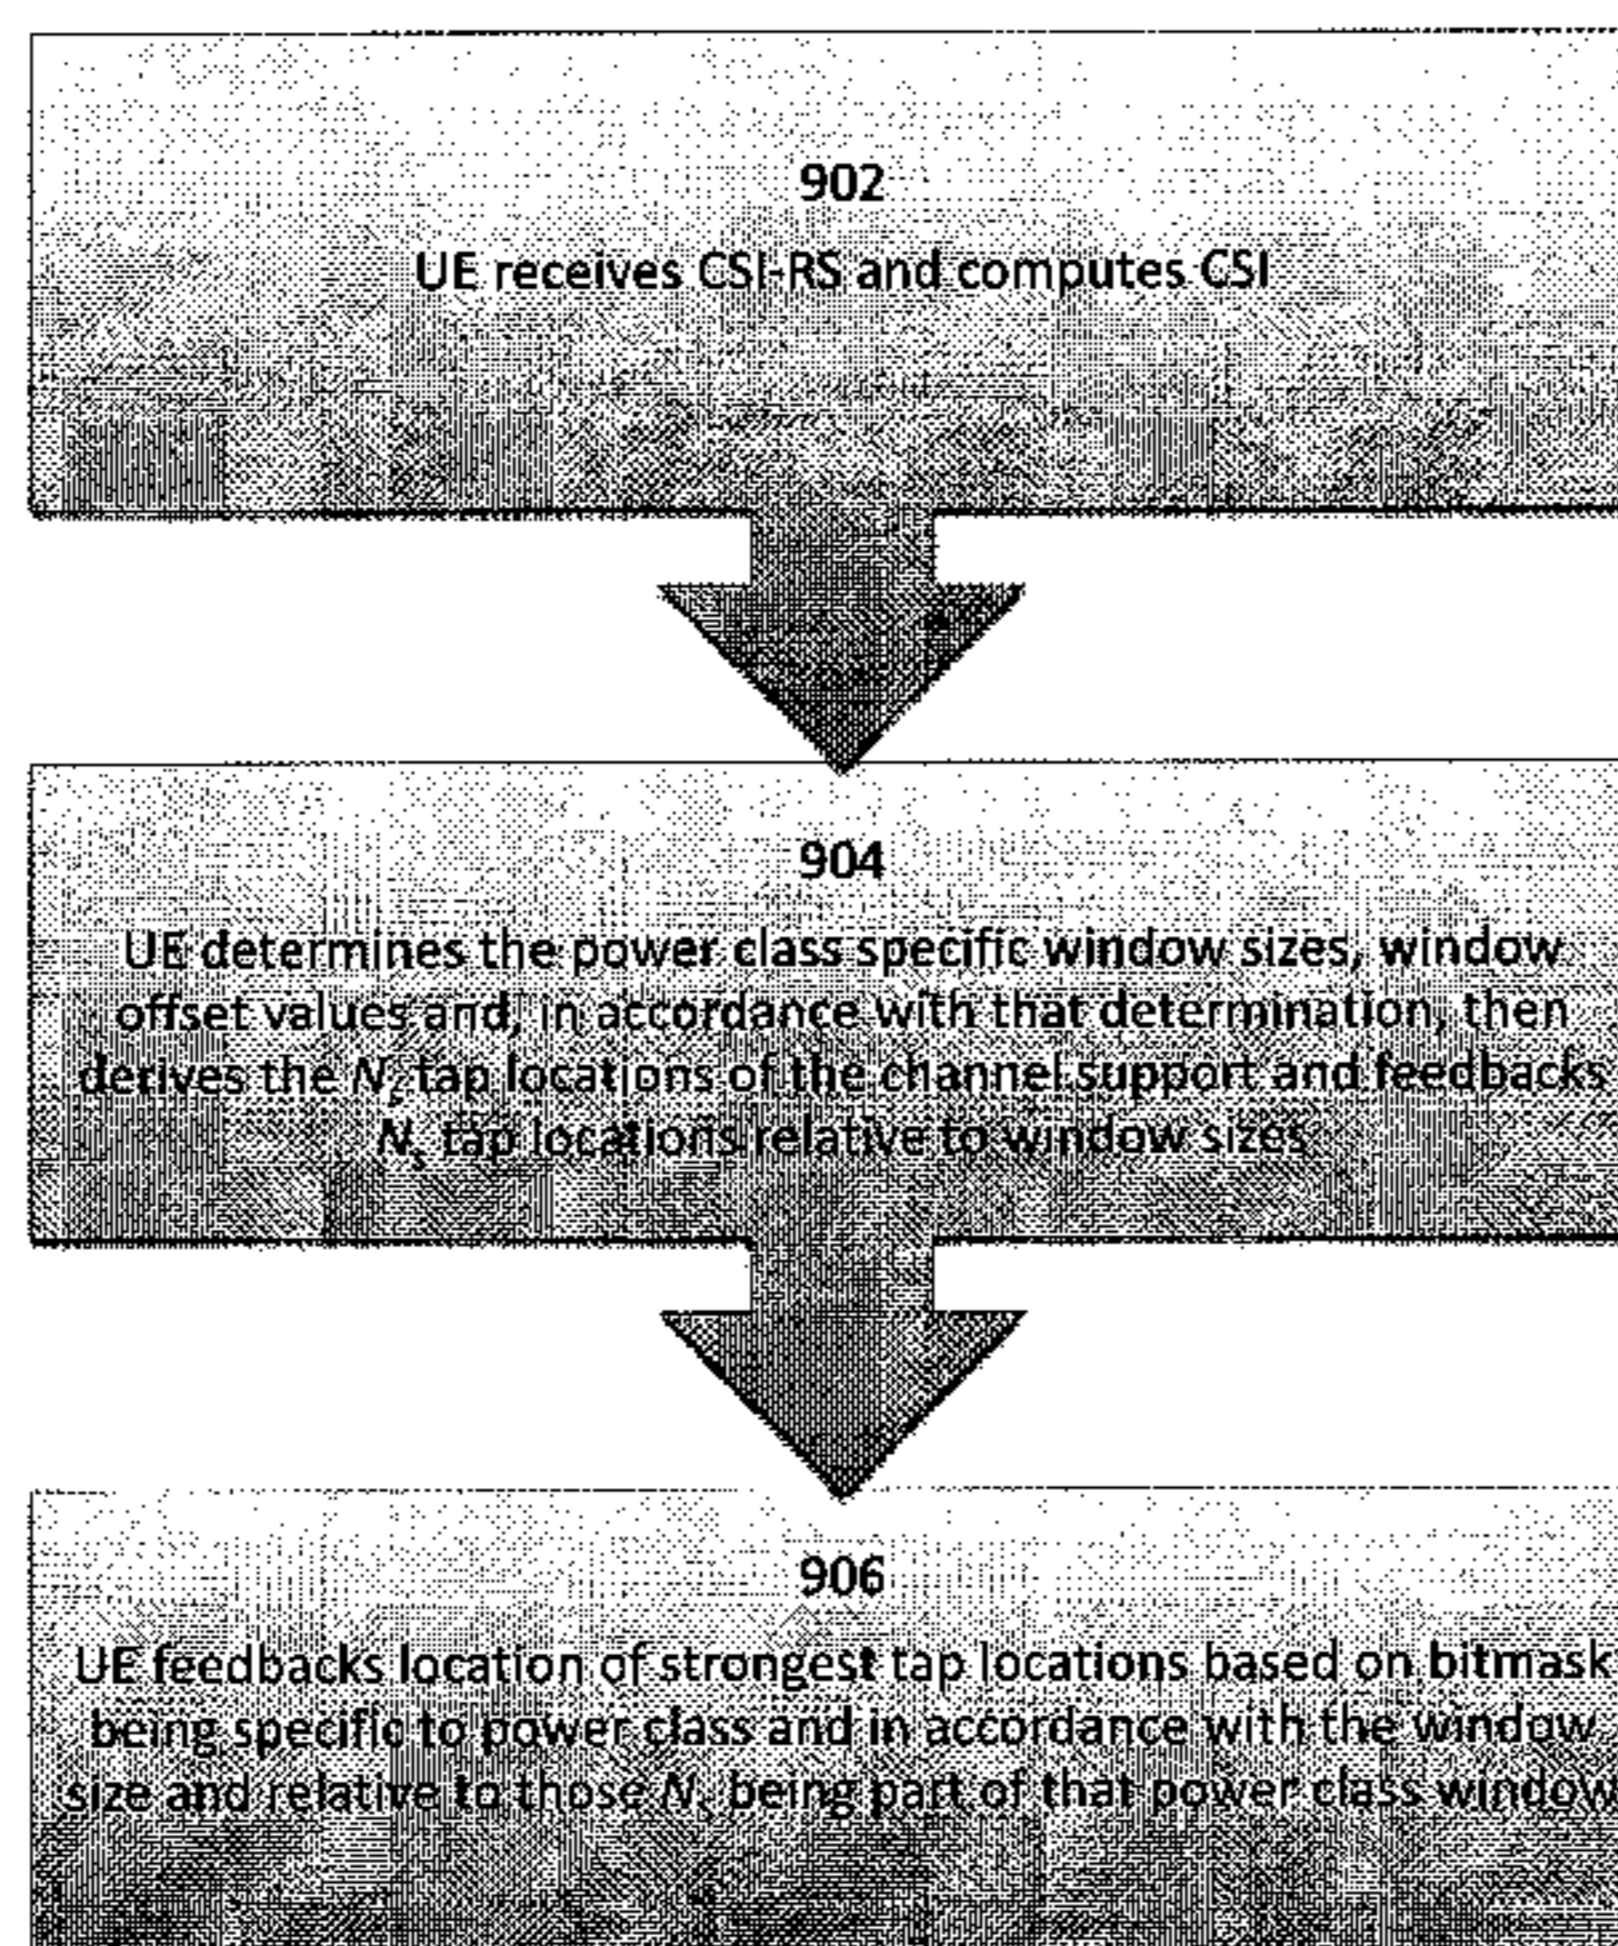 902
UE receives CSI-RS and computes CSI
904
UE determines the power class specific window sizes, window
offset values and, in accordance with that determination, then
derives the Ns tap locations of the channel support and feedbacks
Ns tap locations relative to window sizes
906
UE feedbacks location of strongest tap locations based on bitmask
being specific to power class and in accordance with the window
size and relative to those Ns being part of that power class window